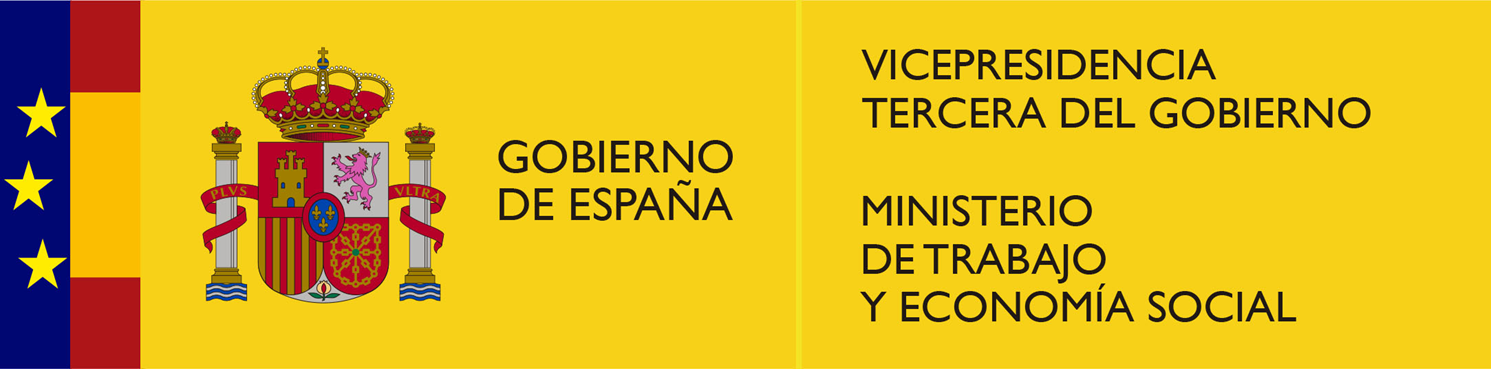 PLVS VLTRA
GOBIERNO
DE ESPAÑA
VICEPRESIDENCIA
TERCERA DEL GOBIERNO
MINISTERIO
DE TRABAJO
Y ECONOMÍA SOCIAL